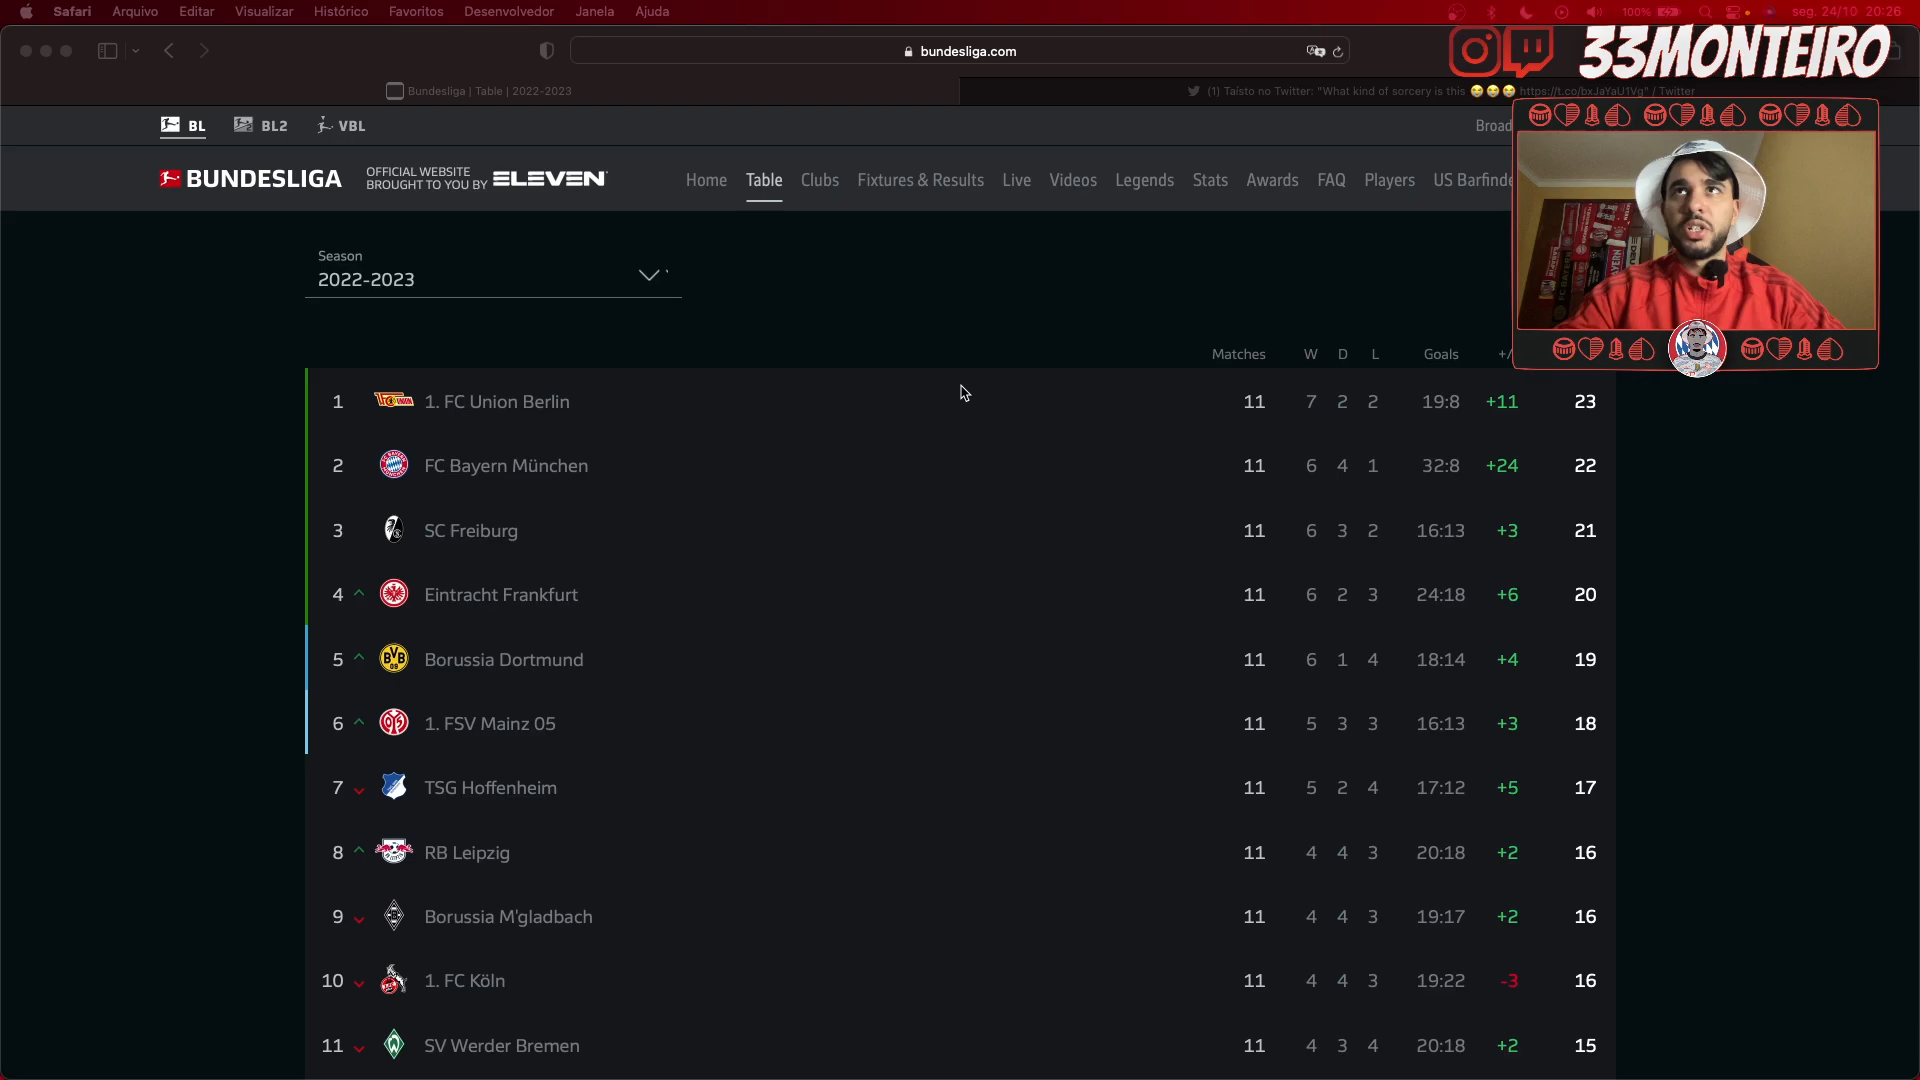 Safari Arquivo Editar Visualizar Histórico Favoritos Desenvolvedor Janela Ajuda 100% seg. 24/10 20:26
bundesliga.com
33MONTEIRO
Bundesliga | Table | 2022-2023
(1) Taísto no Twitter: "What kind of sorcery is this 😂😂😂 https://t.co/bxJaYaU1Vg" / Twitter
BL BL2 VBL Broad
BUNDESLIGA
OFFICIAL WEBSITE
BROUGHT TO YOU BY ELEVEN
Home Table Clubs Fixtures & Results Live Videos Legends Stats Awards FAQ Players US Barfinde
Season
2022-2023
Matches W D L Goals +/
1 1. FC Union Berlin 11 7 2 2 19:8 +11 23
2 FC Bayern München 11 6 4 1 32:8 +24 22
3 SC Freiburg 11 6 3 2 16:13 +3 21
4 Eintracht Frankfurt 11 6 2 3 24:18 +6 20
5 BVB 09 Borussia Dortmund 11 6 1 4 18:14 +4 19
6 1. FSV Mainz 05 11 5 3 3 16:13 +3 18
7 TSG Hoffenheim 11 5 2 4 17:12 +5 17
8 RB Leipzig 11 4 4 3 20:18 +2 16
9 Borussia M'gladbach 11 4 4 3 19:17 +2 16
10 1. FC Köln 11 4 4 3 19:22 -3 16
11 SV Werder Bremen 11 4 3 4 20:18 +2 15